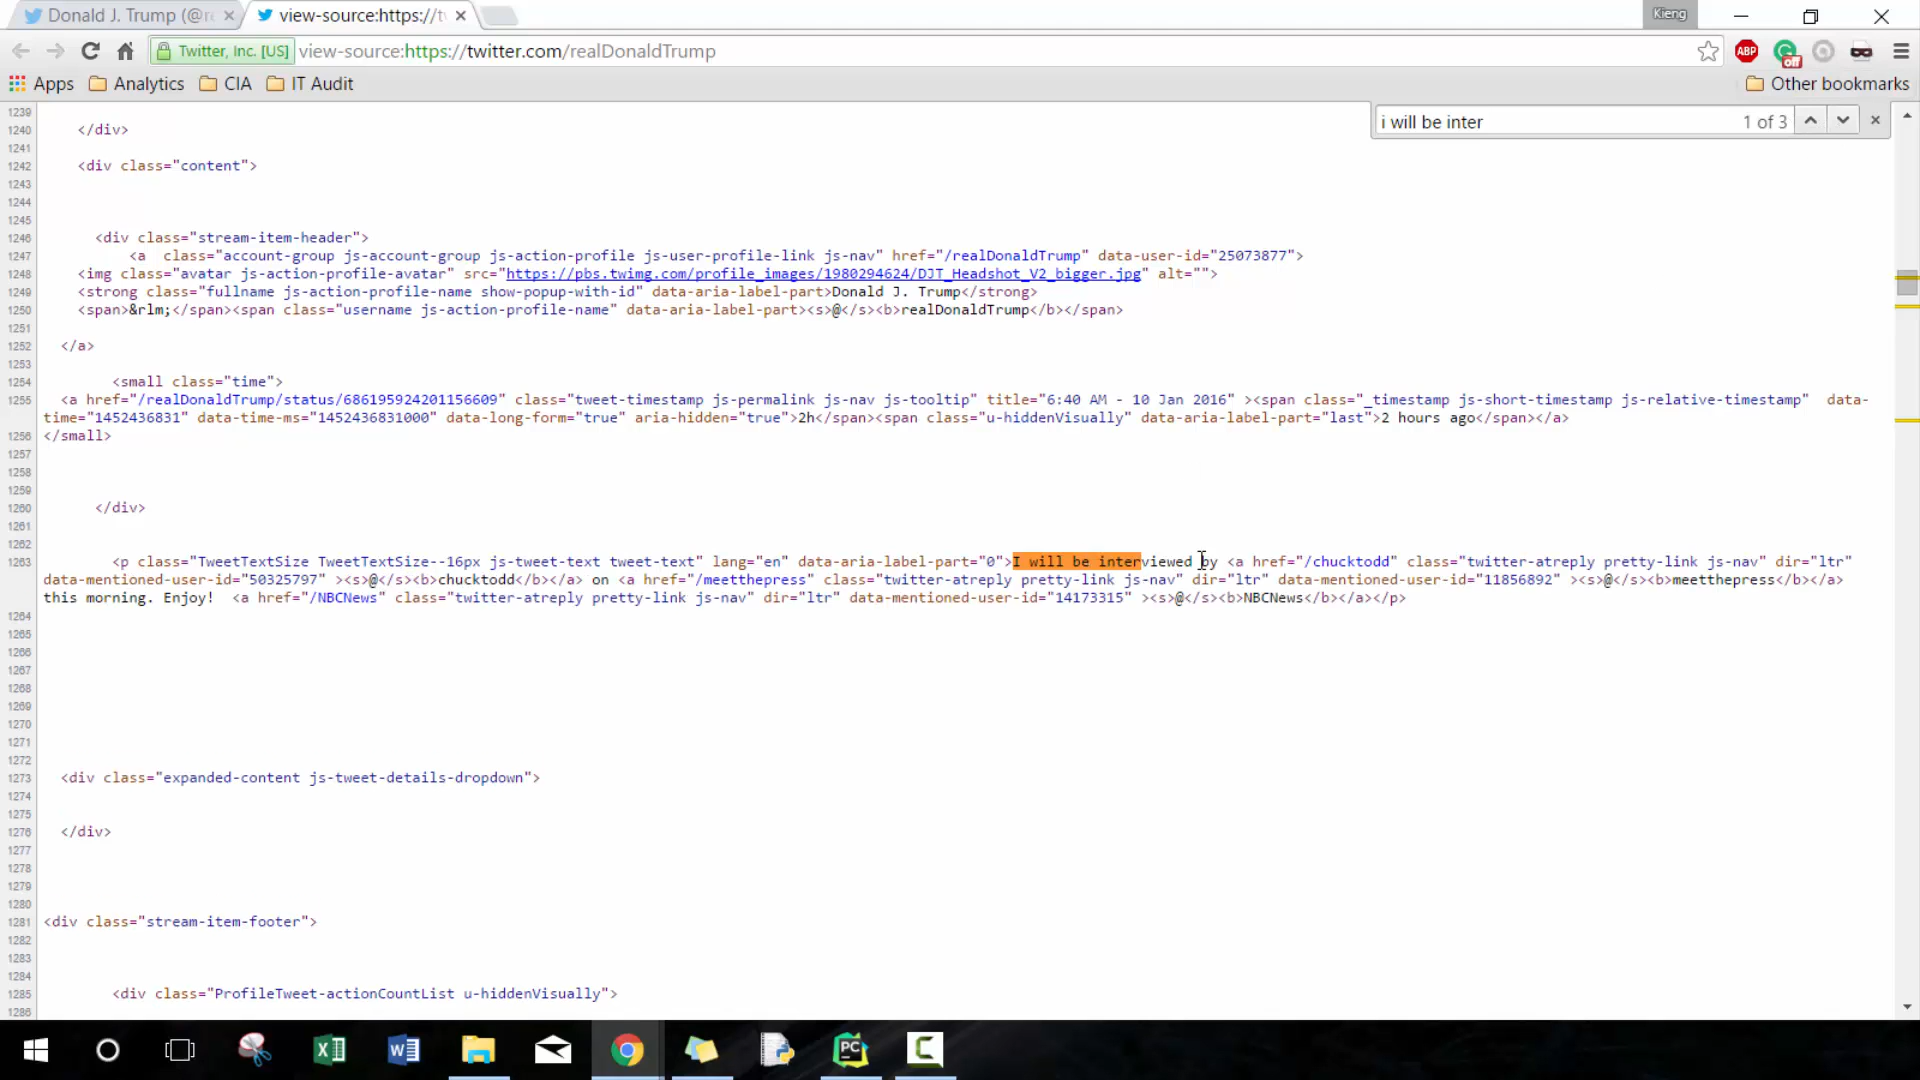 Donald J. Trump (@re
view-source:https://tw
Kieng
Twitter, Inc. [US]
view-source:https://twitter.com/realDonaldTrump
ABP
off
Apps
Analytics
CIA
IT Audit
Other bookmarks
i will be inter
1 of 3
1239
1240 </div>
1241
1242 <div class="content">
1243
1244
1245
1246 <div class="stream-item-header">
1247 <a  class="account-group js-account-group js-action-profile js-user-profile-link js-nav" href="/realDonaldTrump" data-user-id="25073877">
1248 <img class="avatar js-action-profile-avatar" src="https://pbs.twimg.com/profile_images/1980294624/DJT_Headshot_V2_bigger.jpg" alt="">
1249 <strong class="fullname js-action-profile-name show-popup-with-id" data-aria-label-part>Donald J. Trump</strong>
1250 <span>&rlm;</span><span class="username js-action-profile-name" data-aria-label-part><s>@</s><b>realDonaldTrump</b></span>
1251
1252 </a>
1253
1254 <small class="time">
1255 <a href="/realDonaldTrump/status/686195924201156609" class="tweet-timestamp js-permalink js-nav js-tooltip" title="6:40 AM - 10 Jan 2016" ><span class="_timestamp js-short-timestamp js-relative-timestamp"  data-
time="1452436831" data-time-ms="1452436831000" data-long-form="true" aria-hidden="true">2h</span><span class="u-hiddenVisually" data-aria-label-part="last">2 hours ago</span></a>
1256 </small>
1257
1258
1259
1260 </div>
1261
1262
1263 <p class="TweetTextSize TweetTextSize--16px js-tweet-text tweet-text" lang="en" data-aria-label-part="0">I will be interviewed by <a href="/chucktodd" class="twitter-atreply pretty-link js-nav" dir="ltr"
data-mentioned-user-id="50325797" ><s>@</s><b>chucktodd</b></a> on <a href="/meetthepress" class="twitter-atreply pretty-link js-nav" dir="ltr" data-mentioned-user-id="11856892" ><s>@</s><b>meetthepress</b></a>
this morning. Enjoy!  <a href="/NBCNews" class="twitter-atreply pretty-link js-nav" dir="ltr" data-mentioned-user-id="14173315" ><s>@</s><b>NBCNews</b></a></p>
1264
1265
1266
1267
1268
1269
1270
1271
1272
1273 <div class="expanded-content js-tweet-details-dropdown">
1274
1275
1276 </div>
1277
1278
1279
1280
1281 <div class="stream-item-footer">
1282
1283
1284
1285 <div class="ProfileTweet-actionCountList u-hiddenVisually">
1286
X
W
PC
C